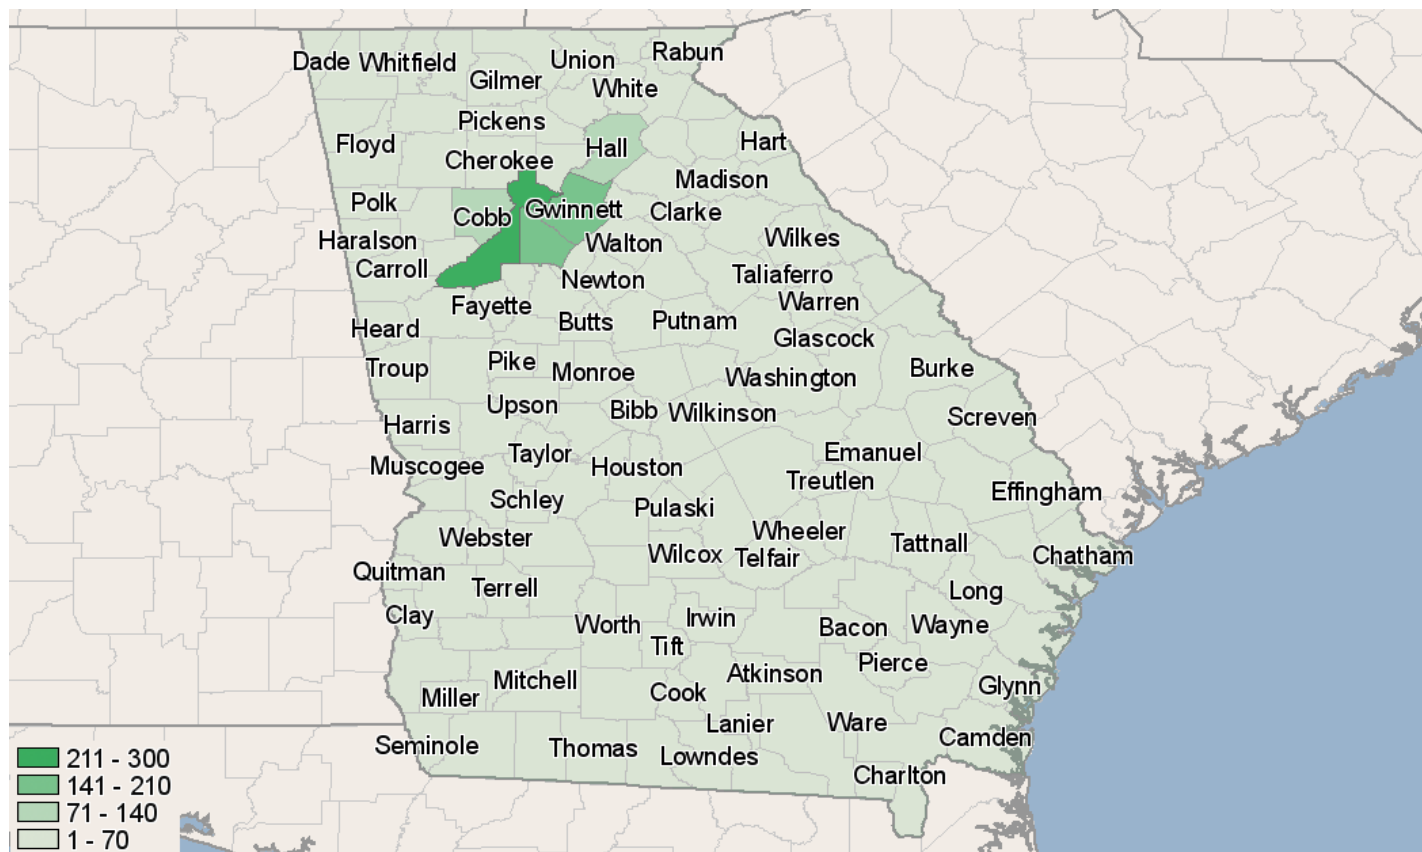 Rabun
Union
Dade
Whitfield
Gilmer
White
Pickens
Hart
Floyd
Hall
Cherokee
Madison
Polk
Gwinnett
Clarke
Cobb
Wilkes
Haralson
Walton
Carroll
Taliaferro
Newton
Warren
Fayette
Putnam
Butts
Heard
Glascock
Pike
Troup
Burke
Monroe
Washington
Upson
Bibb
Wilkinson
Screven
Harris
Emanuel
Taylor
Muscogee
Houston
Treutlen
Effingham
Schley
Pulaski
Wheeler
Webster
Tattnall
Wilcox
Telfair
Chatham
Quitman
Terrell
Long
Clay
Irwin
Worth
Bacon
Wayne
Tift
Pierce
Atkinson
Mitchell
Glynn
Cook
Miller
Lanier
Ware
Camden
Seminole
Thomas
Lowndes
Charlton
211 - 300
141 - 210
71 - 140
1 - 70